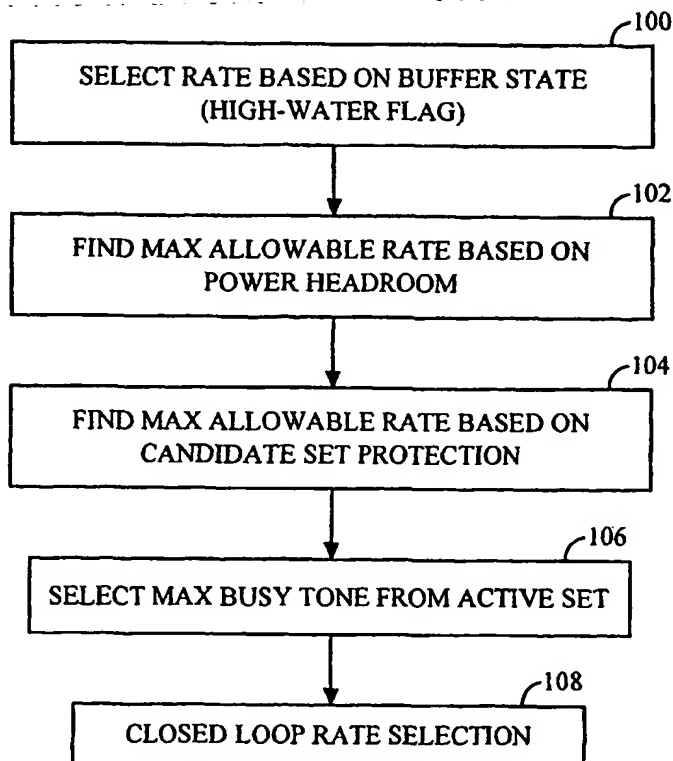 100
SELECT RATE BASED ON BUFFER STATE
(HIGH-WATER FLAG)
102
FIND MAX ALLOWABLE RATE BASED ON
POWER HEADROOM
104
FIND MAX ALLOWABLE RATE BASED ON
CANDIDATE SET PROTECTION
106
SELECT MAX BUSY TONE FROM ACTIVE SET
108
CLOSED LOOP RATE SELECTION